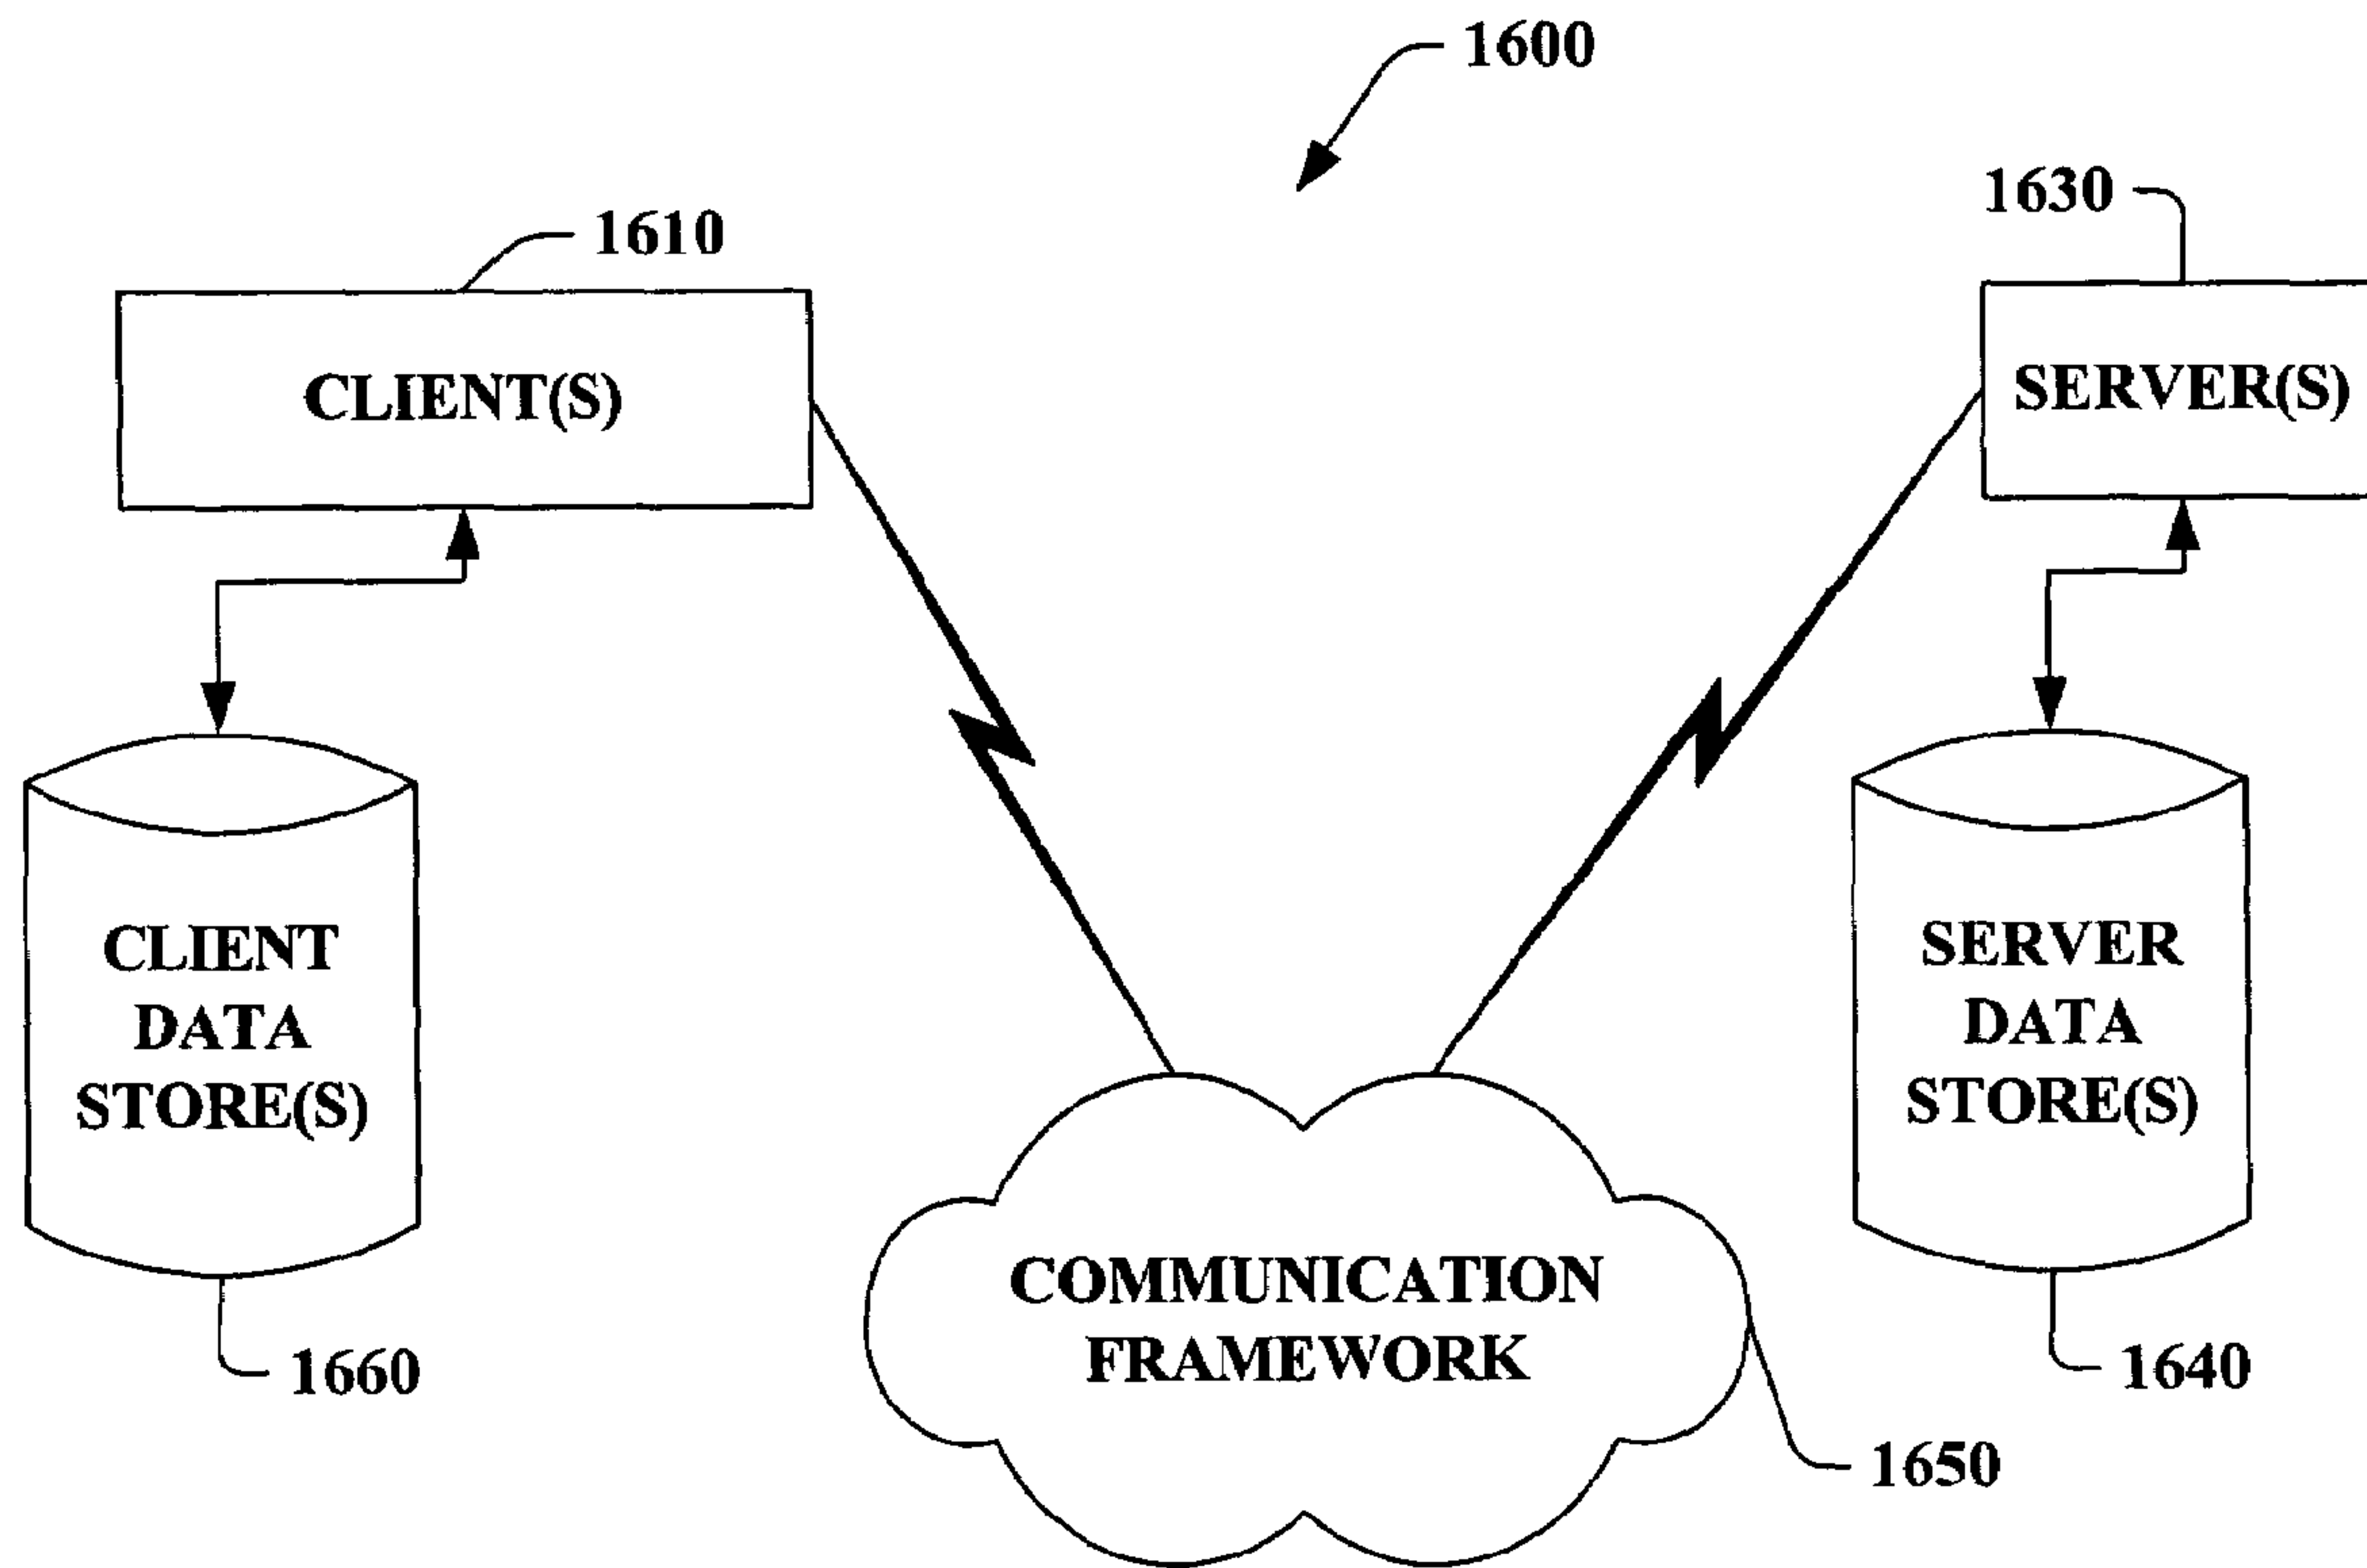 1600
1630
1610
CLIENT(S)
SERVER(S)
CLIENT
DATA
STORE(S)
SERVER
DATA
STORE(S)
COMMUNICATION
FRAMEWORK
1660
1640
1650